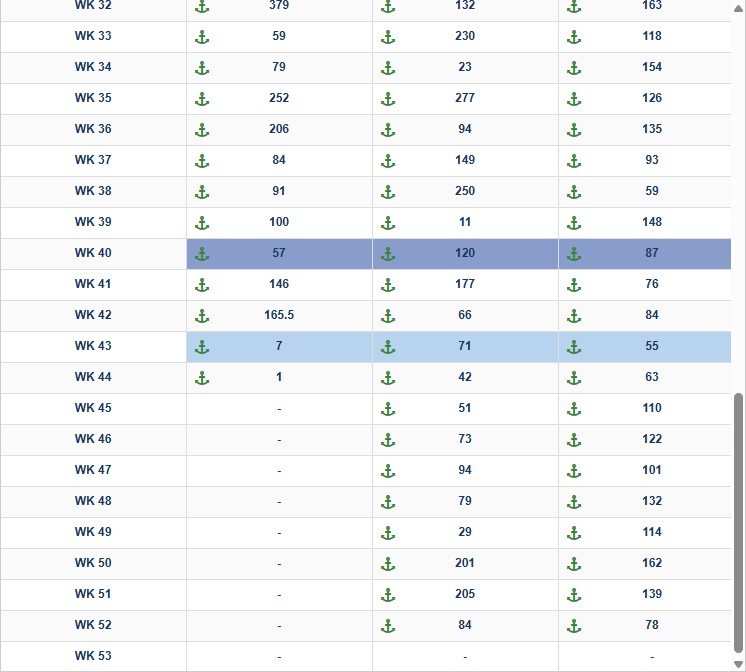 WK 32 379 132 163
WK 33 59 230 118
WK 34 79 23 154
WK 35 252 277 126
WK 36 206 94 135
WK 37 84 149 93
WK 38 91 250 59
WK 39 100 11 148
WK 40 57 120 87
WK 41 146 177 76
WK 42 165.5 66 84
WK 43 7 71 55
WK 44 1 42 63
WK 45 - 51 110
WK 46 - 73 122
WK 47 - 94 101
WK 48 - 79 132
WK 49 - 29 114
WK 50 - 201 162
WK 51 - 205 139
WK 52 - 84 78
WK 53 - - -